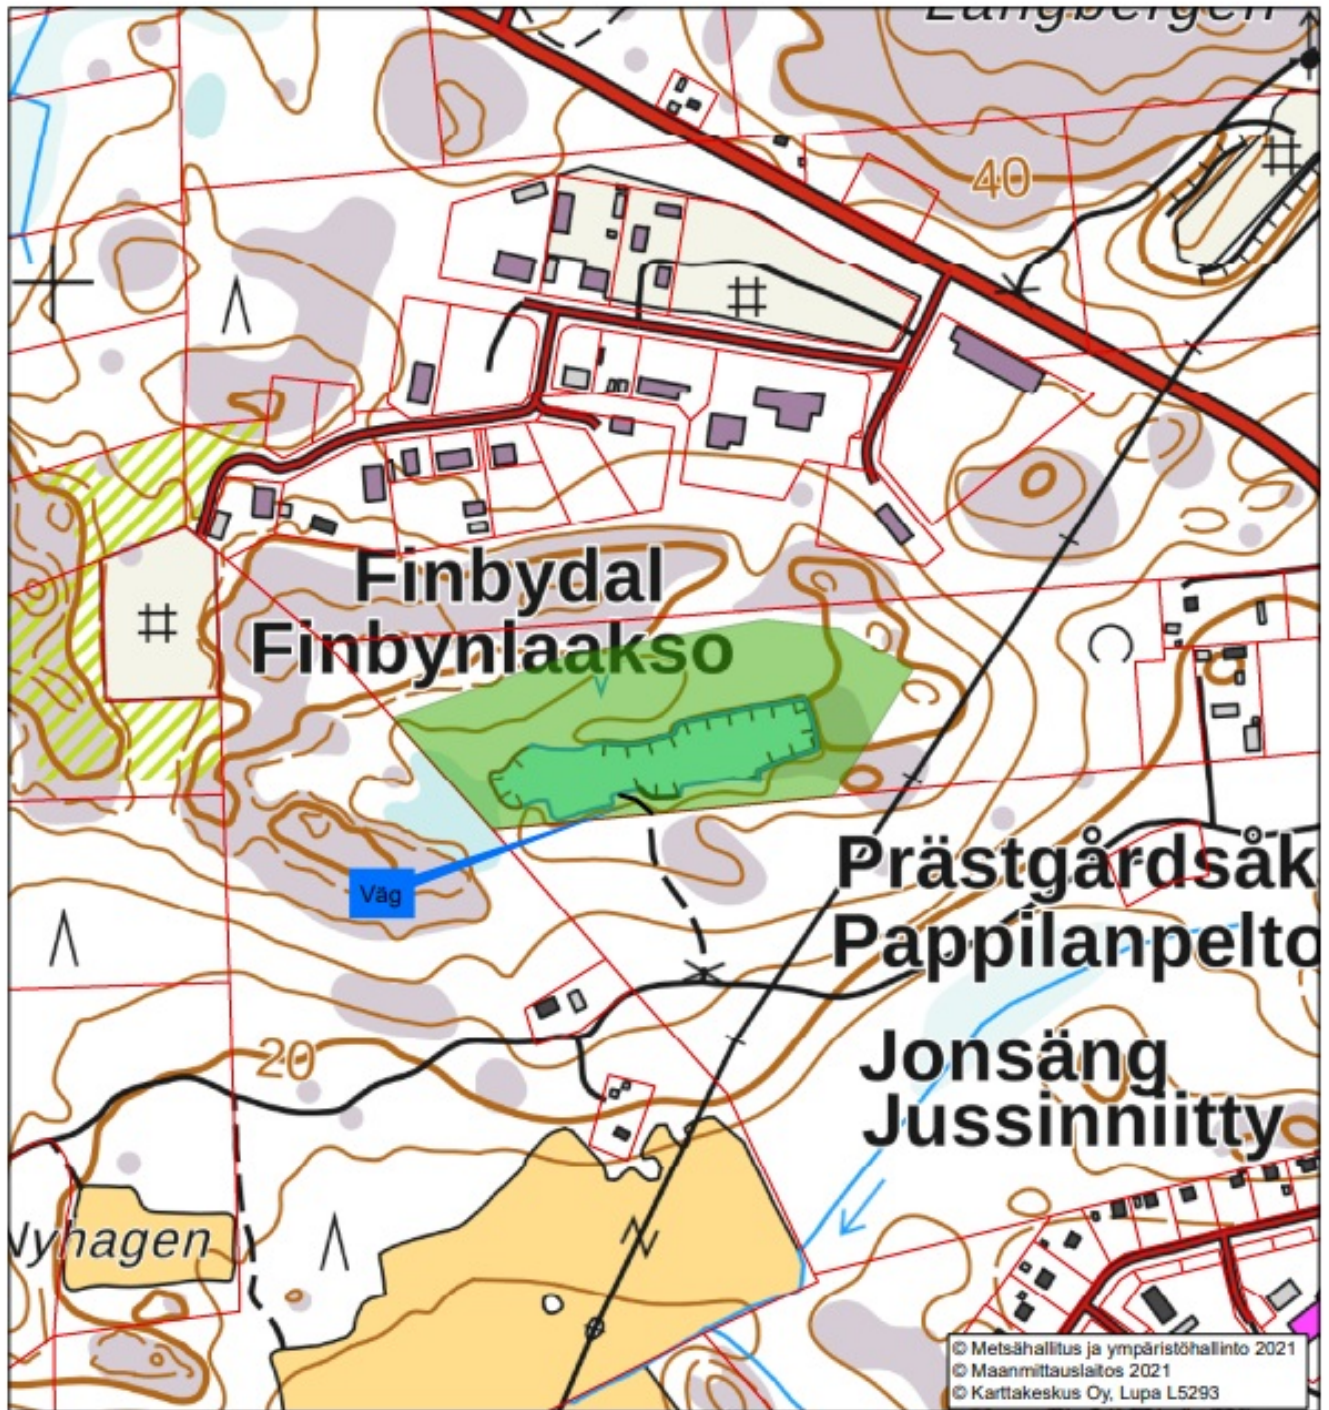 Långbergen
40
Finbydal
Finbynlaakso
Väg
Prästgårdsåk
Pappilanpelto
20
Jonsäng
Jussinniitty
Nyhagen
© Metsähallitus ja ympäristöhallinto 2021
© Maanmittauslaitos 2021
© Karttakeskus Oy, Lupa L5293